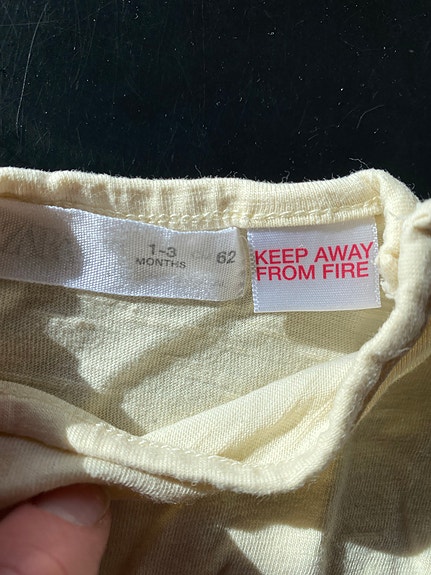 1-3
MONTHS
62
KEEP AWAY
FROM FIRE